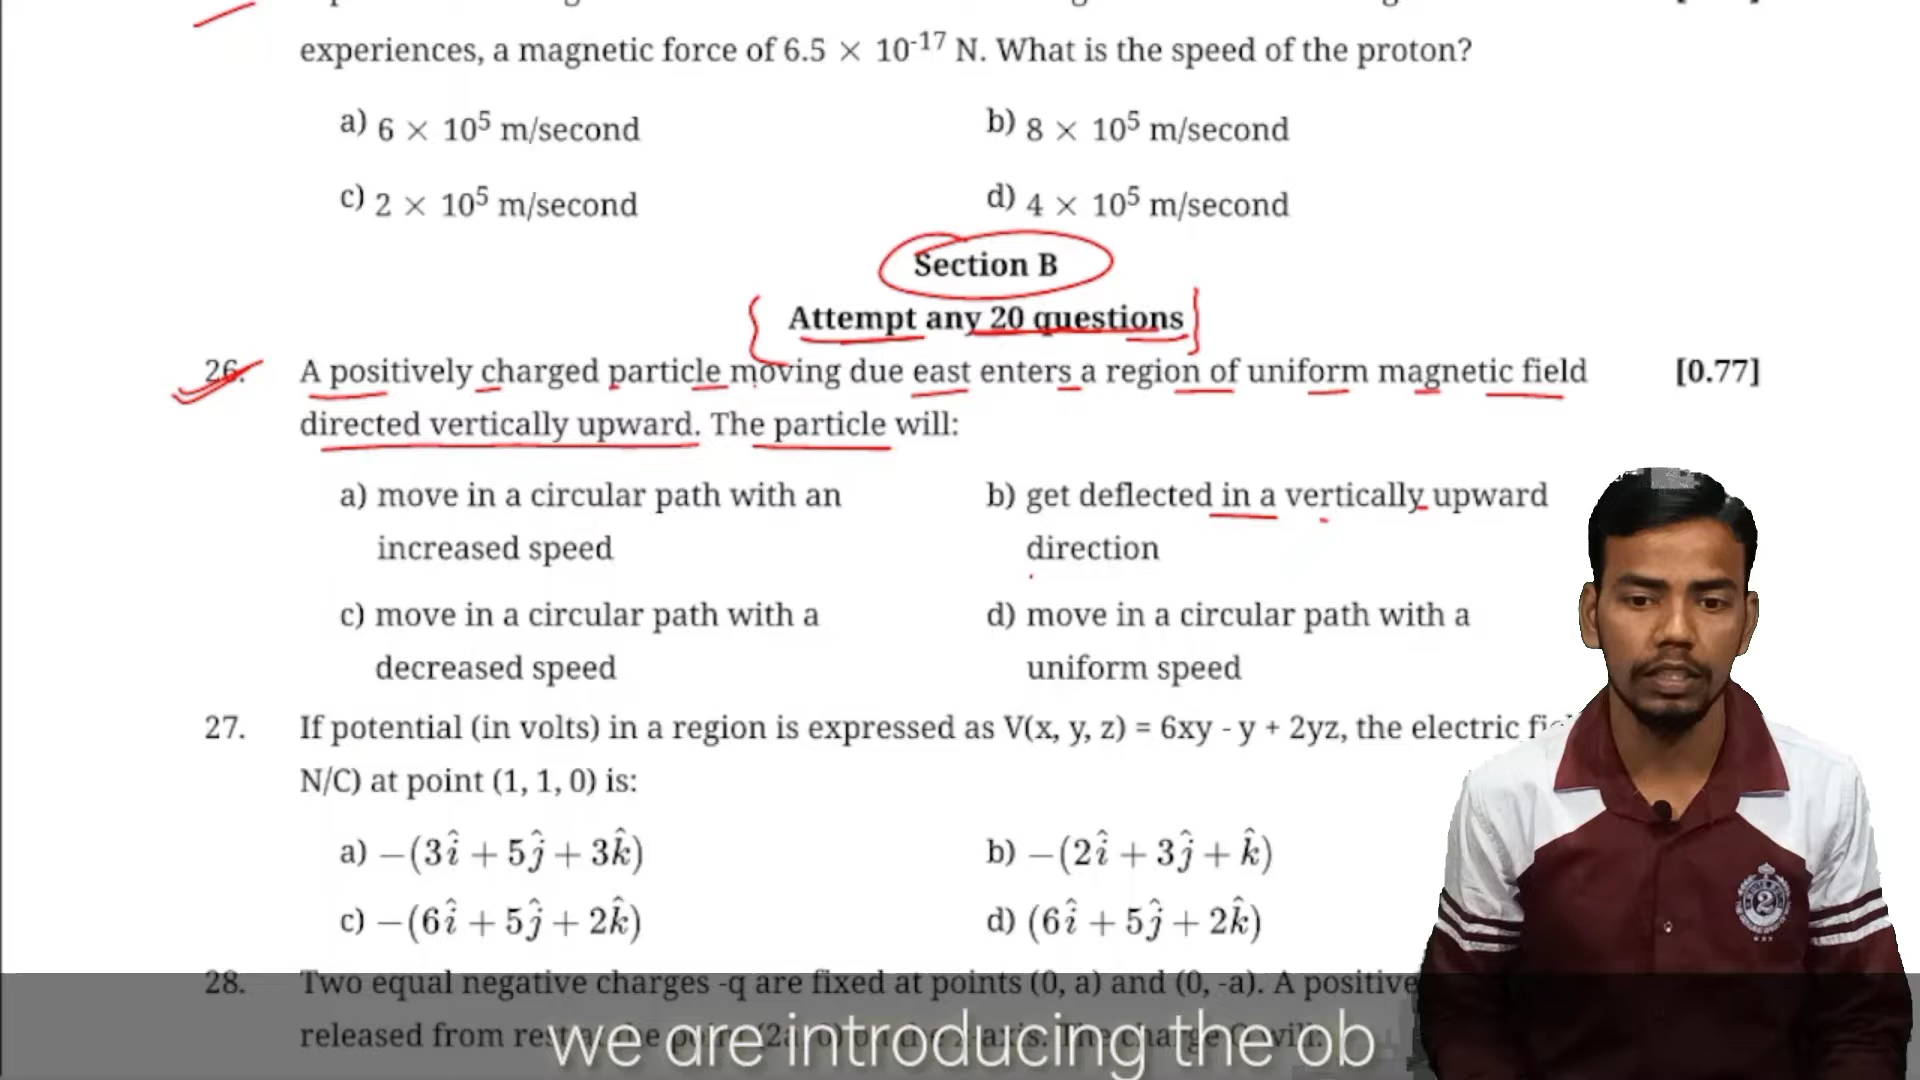 experiences, a magnetic force of 6.5 × 10⁻¹⁷ N. What is the speed of the proton?
a) 6 × 10⁵ m/second
b) 8 × 10⁵ m/second
c) 2 × 10⁵ m/second
d) 4 × 10⁵ m/second
Section B
Attempt any 20 questions
26. A positively charged particle moving due east enters a region of uniform magnetic field [0.77]
directed vertically upward. The particle will:
a) move in a circular path with an
increased speed
b) get deflected in a vertically upward
direction
c) move in a circular path with a
decreased speed
d) move in a circular path with a
uniform speed
27. If potential (in volts) in a region is expressed as V(x, y, z) = 6xy - y + 2yz, the electric
N/C) at point (1, 1, 0) is:
a) −(3î + 5ĵ + 3k̂)
b) −(2î + 3ĵ + k̂)
c) −(6î + 5ĵ + 2k̂)
d) (6î + 5ĵ + 2k̂)
28. Two equal negative charges -q are fixed at points (0, a) and (0, -a). A positive
released from
we are introducing the ob
2